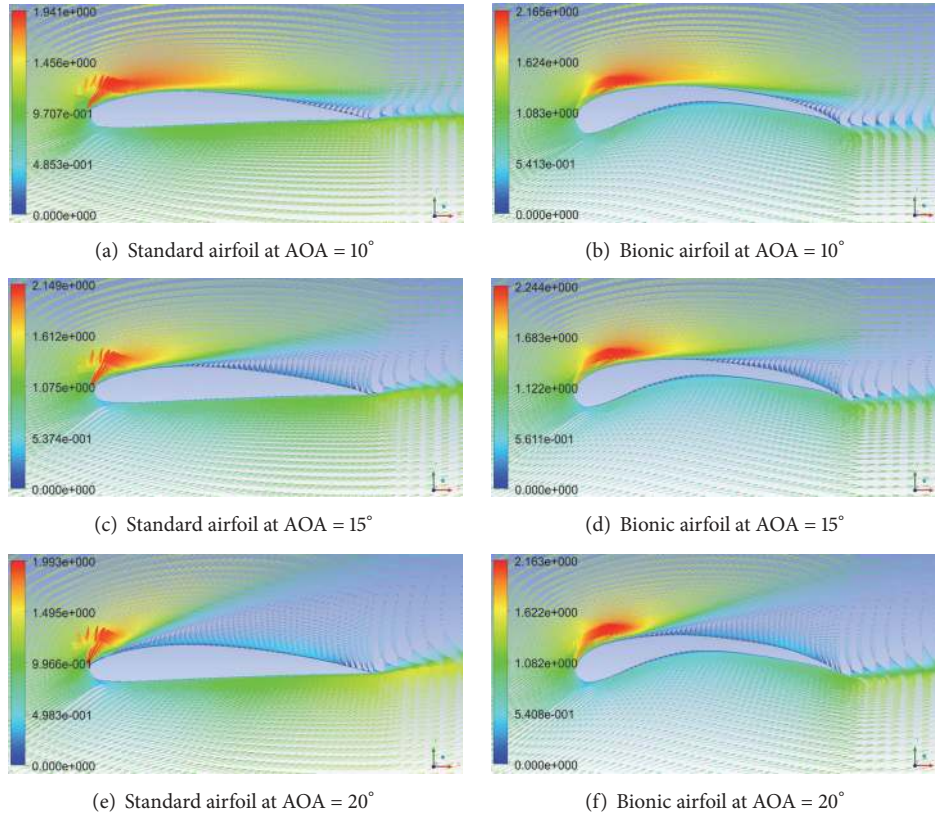 1.941e+000
1.456e+000
9.707e-001
4.853e-001
0.000e+000
(a) Standard airfoil at AOA = 10°
2.165e+000
1.624e+000
1.083e+000
5.413e-001
0.000e+000
(b) Bionic airfoil at AOA = 10°
2.149e+000
1.612e+000
1.075e+000
5.374e-001
0.000e+000
(c) Standard airfoil at AOA = 15°
2.244e+000
1.683e+000
1.122e+000
5.611e-001
0.000e+000
(d) Bionic airfoil at AOA = 15°
1.993e+000
1.495e+000
9.966e-001
4.983e-001
0.000e+000
(e) Standard airfoil at AOA = 20°
2.163e+000
1.622e+000
1.082e+000
5.408e-001
0.000e+000
(f) Bionic airfoil at AOA = 20°